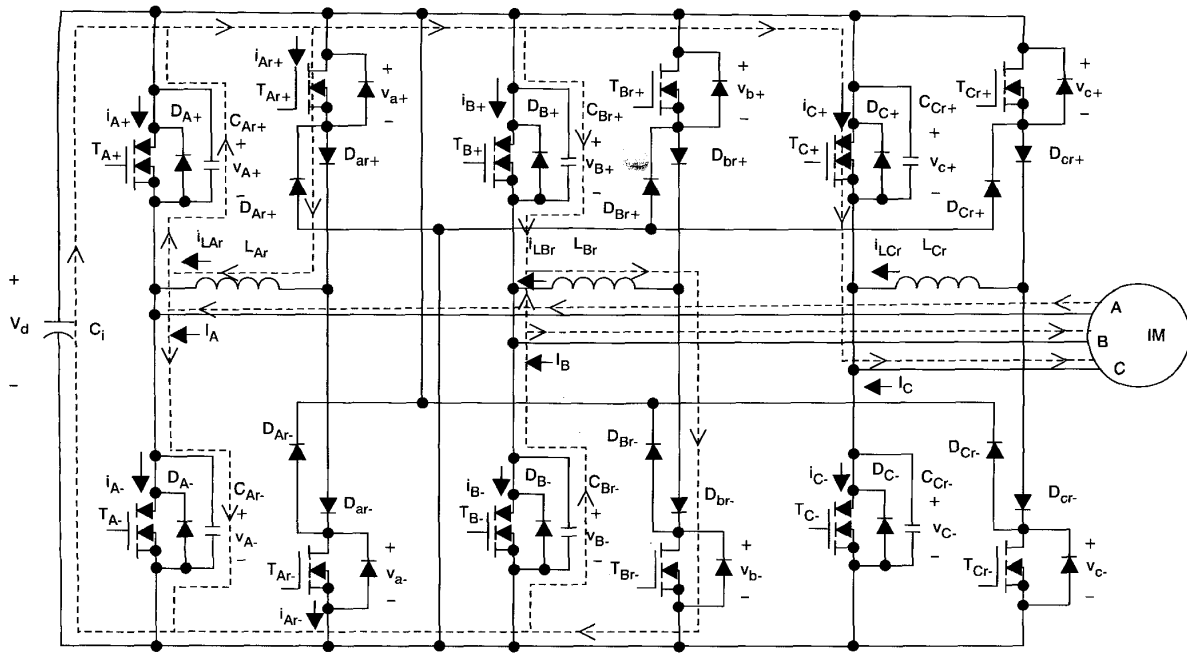 i_Ar+
T_Ar+
+
v_a+
−
i_A+
D_A+
C_Ar+
T_A+
+
v_A+
−
D_ar+
D_Ar+
i_B+
D_B+
C_Br+
T_B+
+
v_B+
−
T_Br+
+
v_b+
−
D_br+
D_Br+
i_C+
D_C+
C_Cr+
T_C+
+
v_c+
−
T_Cr+
+
v_c+
−
D_cr+
D_Cr+
i_LAr
L_Ar
i_LBr
L_Br
i_LCr
L_Cr
+
V_d
−
C_i
I_A
I_B
I_C
A
B
C
IM
D_Ar-
D_Br-
D_Cr-
i_A-
D_A-
C_Ar-
T_A-
+
v_A-
−
D_ar-
T_Ar-
+
v_a-
−
i_Ar-
i_B-
D_B-
C_Br-
T_B-
+
v_B-
−
D_br-
T_Br-
+
v_b-
−
i_C-
D_C-
C_Cr-
T_C-
+
v_C-
−
D_cr-
T_Cr-
+
v_c-
−